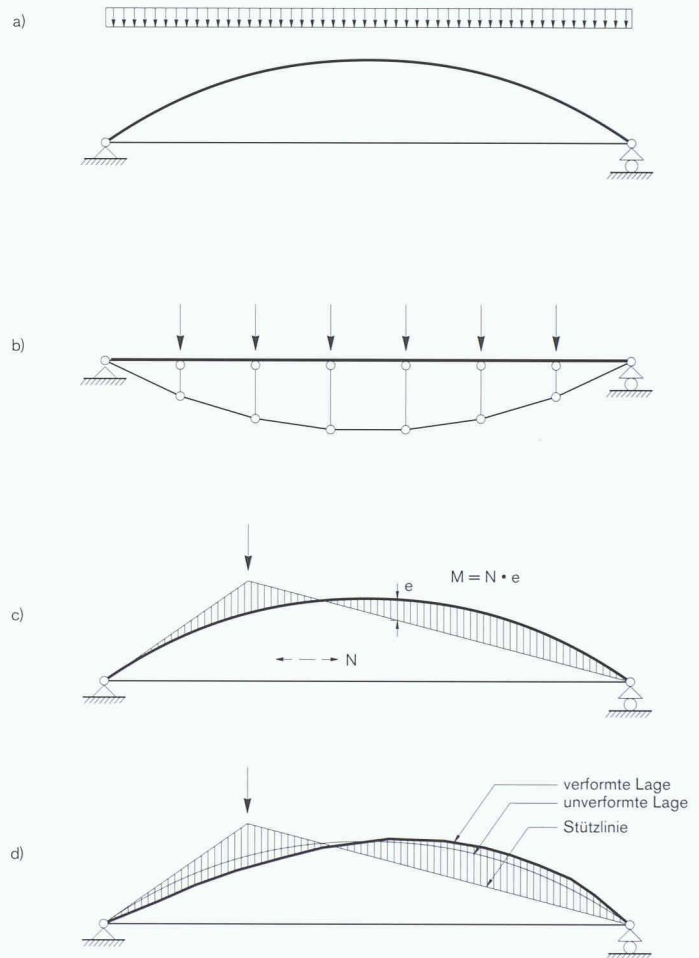 a)
b)
c)
e
M = N • e
N
d)
verformte Lage
unverformte Lage
Stützlinie